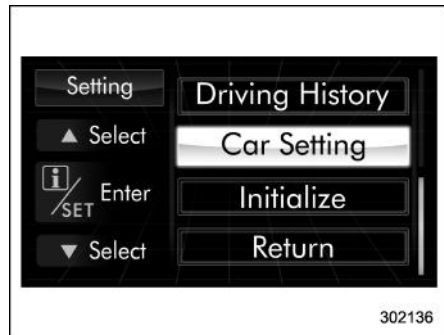 Setting
▲ Select
i/SET Enter
▼ Select
Driving History
Car Setting
Initialize
Return
302136